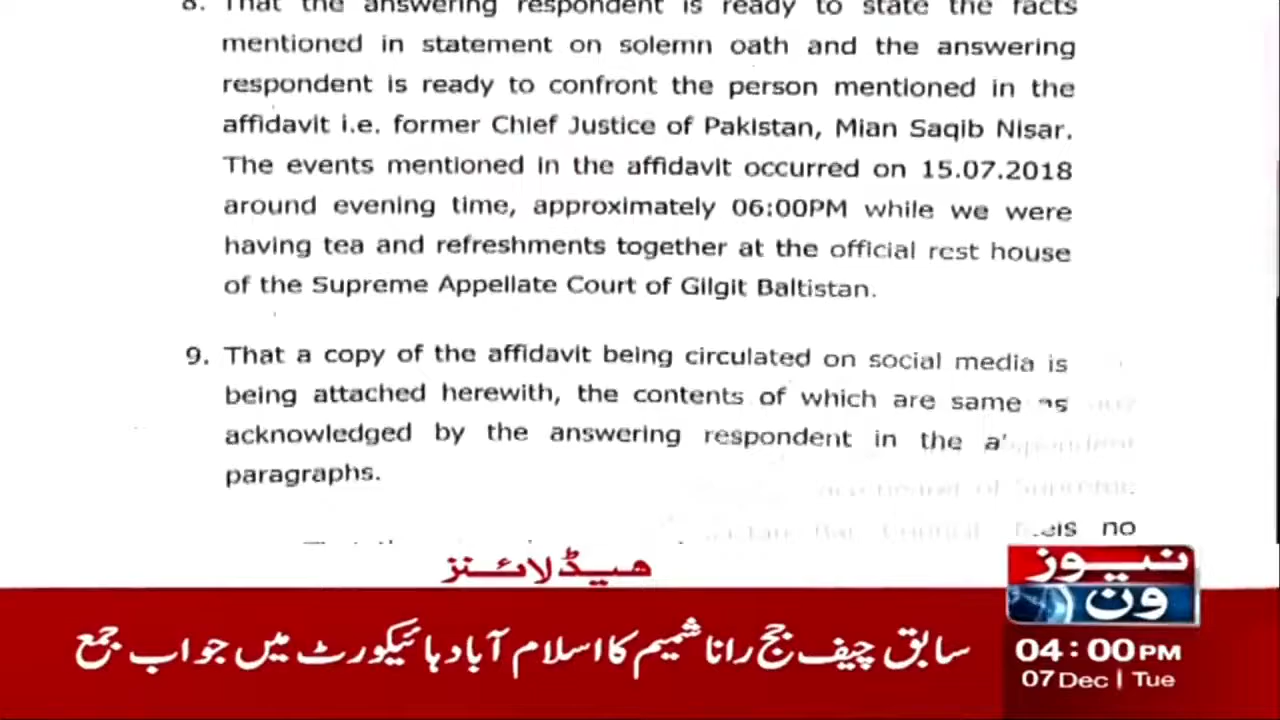 8. That the answering respondent is ready to state the facts
mentioned in statement on solemn oath and the answering
respondent is ready to confront the person mentioned in the
affidavit i.e. former Chief Justice of Pakistan, Mian Saqib Nisar.
The events mentioned in the affidavit occurred on 15.07.2018
around evening time, approximately 06:00PM while we were
having tea and refreshments together at the official rest house
of the Supreme Appellate Court of Gilgit Baltistan.
9. That a copy of the affidavit being circulated on social media is
being attached herewith, the contents of which are same as
acknowledged by the answering respondent in the
paragraphs.
no
ہیڈلائنز
سابق چیف جج رانا شمیم کا اسلام آباد ہائیکورٹ میں جواب جمع
نیوز
ون
04:00PM
07 Dec | Tue